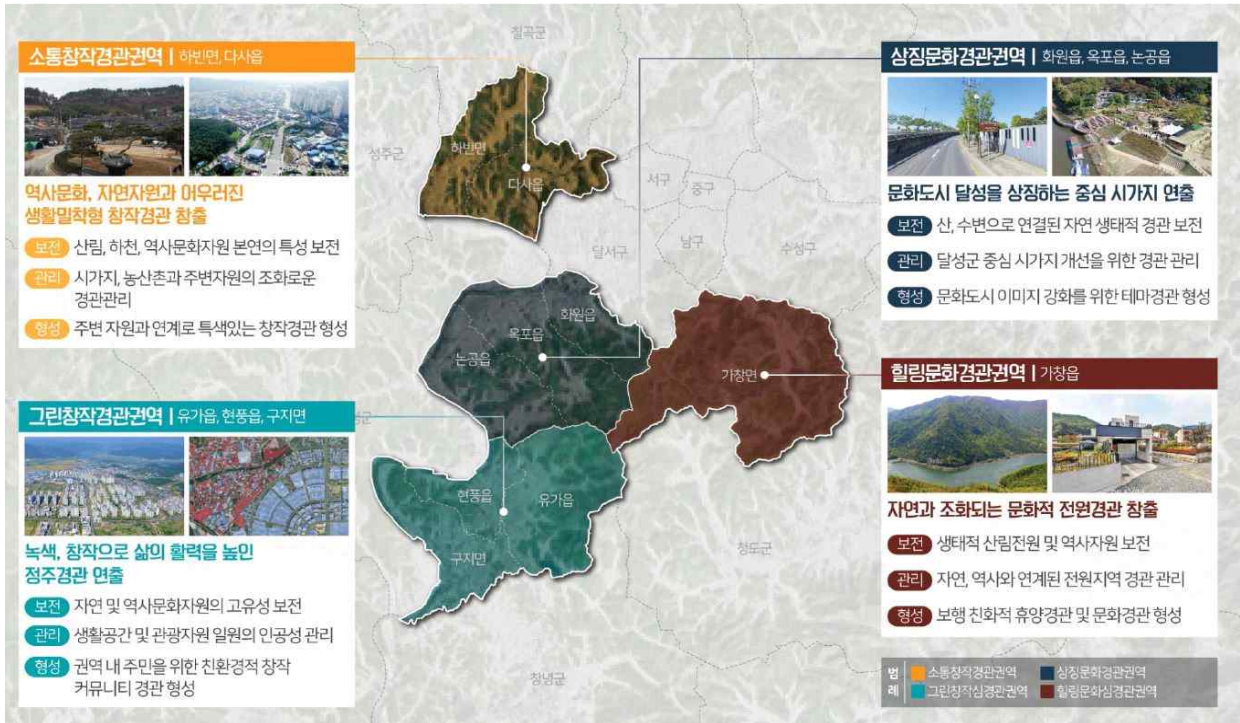 소통창작경관권역 | 하빈면, 다사읍
역사문화, 자연자원과 어우러진
생활밀착형 창작경관 창출
보전 산림, 하천, 역사문화자원 본연의 특성 보전
관리 시가지, 농산촌과 주변자원의 조화로운
경관관리
형성 주변 자원과 연계로 특색있는 창작경관 형성
그린창작경관권역 | 유가읍, 현풍읍, 구지면
녹색, 창작으로 삶의 활력을 높인
정주경관 연출
보전 자연 및 역사문화자원의 고유성 보전
관리 생활공간 및 관광자원 일원의 인공성 관리
형성 권역 내 주민을 위한 친환경적 창작
커뮤니티 경관 형성
칠곡군
성주군
하빈면
다사읍
서구
중구
달서구
남구
수성구
화원읍
옥포읍
논공읍
가창면
현풍읍
유가읍
구지면
청도군
창녕군
상징문화경관권역 | 화원읍, 옥포읍, 논공읍
문화도시 달성을 상징하는 중심 시가지 연출
보전 산, 수변으로 연결된 자연 생태적 경관 보전
관리 달성군 중심 시가지 개선을 위한 경관 관리
형성 문화도시 이미지 강화를 위한 테마경관 형성
힐링문화경관권역 | 가창읍
자연과 조화되는 문화적 전원경관 창출
보전 생태적 산림전원 및 역사자원 보전
관리 자연, 역사와 연계된 전원지역 경관 관리
형성 보행 친화적 휴양경관 및 문화경관 형성
범례
소통창작경관권역 상징문화경관권역
그린창작심경관권역 힐링문화심경관권역